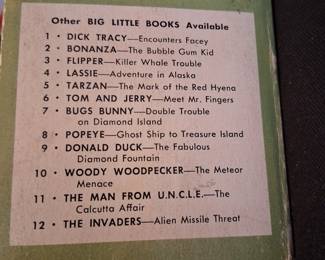 Other BIG LITTLE BOOKS Available
1 • DICK TRACY—Encounters Facey
2 • BONANZA—The Bubble Gum Kid
3 • FLIPPER—Killer Whale Trouble
4 • LASSIE—Adventure in Alaska
5 • TARZAN—The Mark of the Red Hyena
6 • TOM AND JERRY—Meet Mr. Fingers
7 • BUGS BUNNY—Double Trouble
on Diamond Island
8 • POPEYE—Ghost Ship to Treasure Island
9 • DONALD DUCK—The Fabulous
Diamond Fountain
10 • WOODY WOODPECKER—The Meteor
Menace
11 • THE MAN FROM U.N.C.L.E.—The
Calcutta Affair
12 • THE INVADERS—Alien Missile Threat